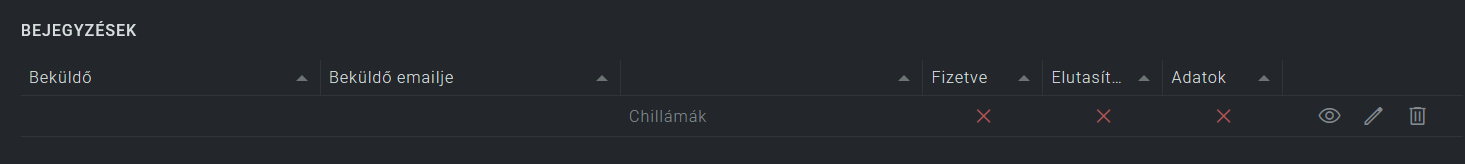 BEJEGYZÉSEK
Beküldő Beküldő emailje Fizetve Elutasít... Adatok
Chillámák